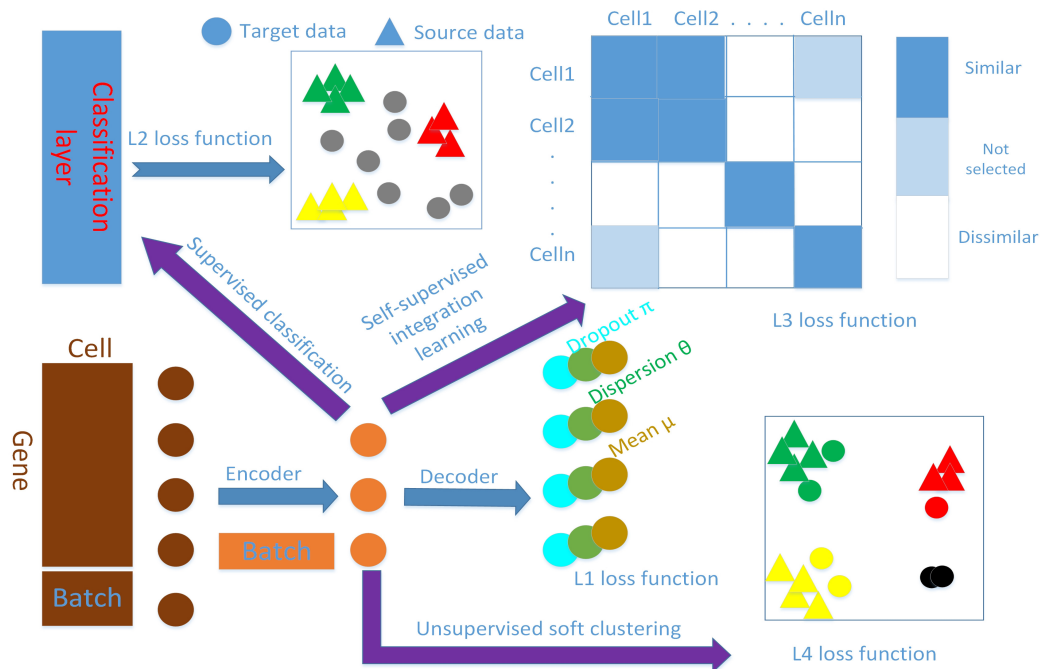 Target data
Source data
Classification
layer
L2 loss function
Cell1 Cell2 . . . . Celln
Cell1
Cell2
.
.
.
.
Celln
Similar
Not
selected
Dissimilar
L3 loss function
Supervised classification
Self-supervised
integration
learning
Cell
Gene
Batch
Encoder
Batch
Decoder
Dropout π
Dispersion θ
Mean μ
L1 loss function
Unsupervised soft clustering
L4 loss function